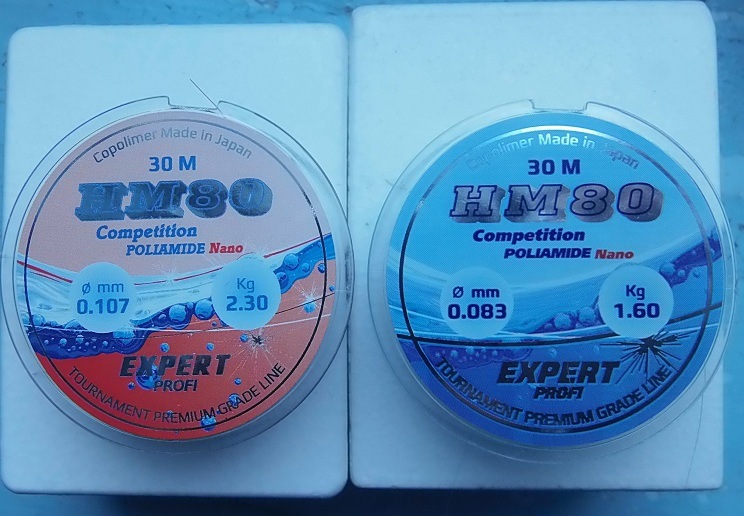 Copolimer Made in Japan
30 M
HM80
Competition
POLIAMIDE Nano
Ø mm
0.107
Kg
2.30
EXPERT
PROFI
TOURNAMENT PREMIUM GRADE LINE
Copolimer Made in Japan
30 M
HM80
Competition
POLIAMIDE Nano
Ø mm
0.083
Kg
1.60
EXPERT
PROFI
TOURNAMENT PREMIUM GRADE LINE